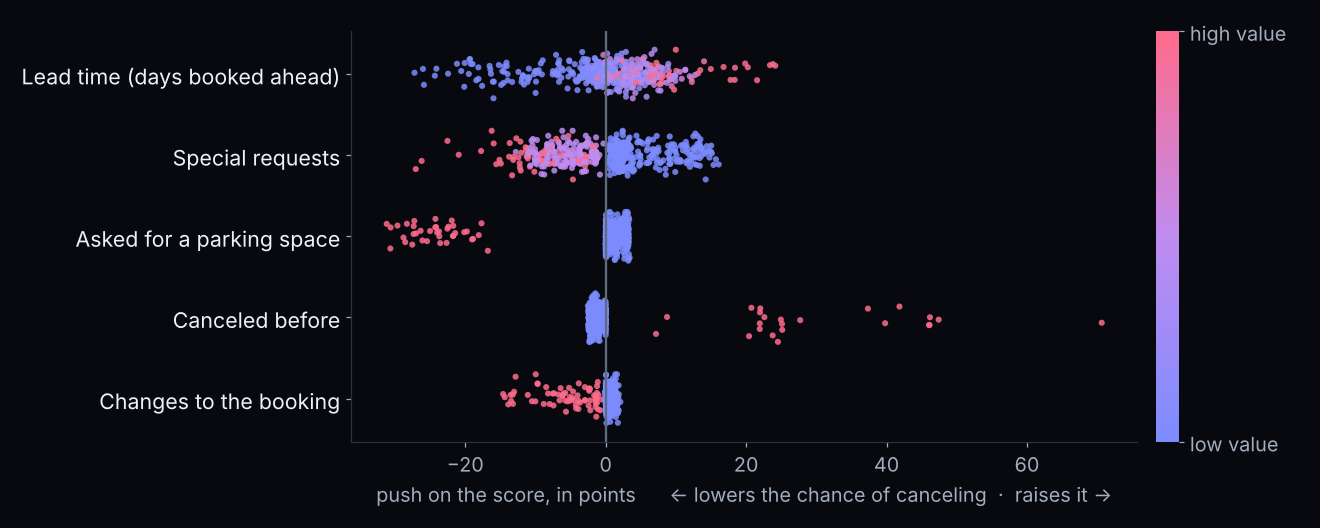 high value
Lead time (days booked ahead)
Special requests
Asked for a parking space
Canceled before
Changes to the booking
low value
−20 0 20 40 60
push on the score, in points ← lowers the chance of canceling · raises it →